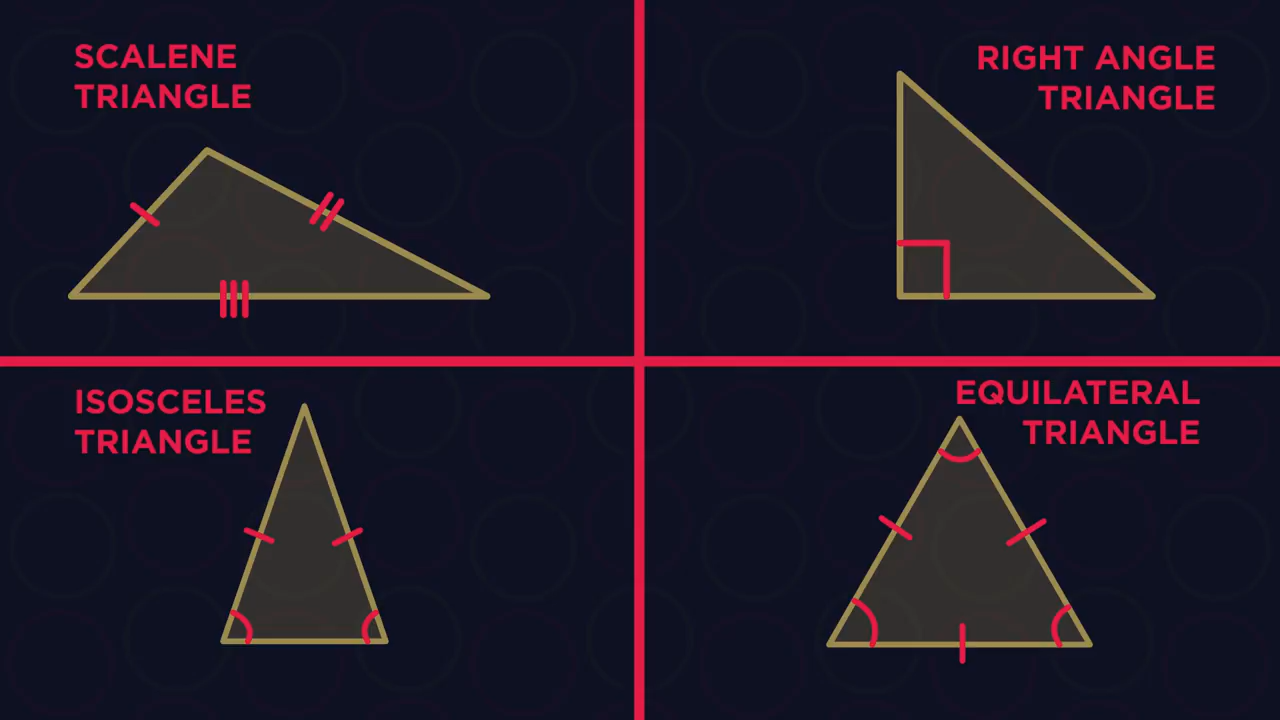 SCALENE
TRIANGLE
RIGHT ANGLE
TRIANGLE
ISOSCELES
TRIANGLE
EQUILATERAL
TRIANGLE